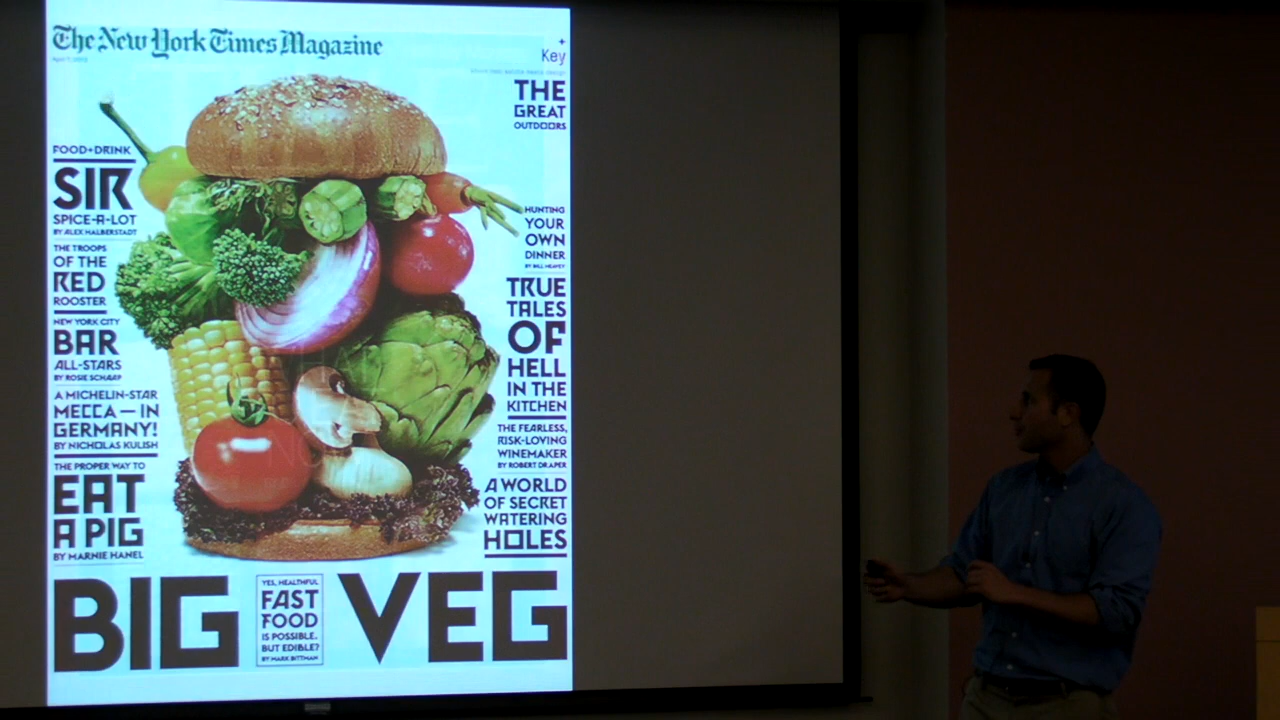 The New York Times Magazine
Key
THE
GREAT
OUTDOORS
FOOD+DRINK
SIR
SPICE-A-LOT
BY ALEX HALBERSTADT
THE TROOPS
OF THE
RED
ROOSTER
NEW YORK CITY
BAR
ALL-STARS
BY ROSIE SCHAAP
A MICHELIN-STAR
MECCA — IN
GERMANY!
BY NICHOLAS KULISH
THE PROPER WAY TO
EAT
A PIG
BY MARNIE HANEL
HUNTING
YOUR
OWN
DINNER
BY BILL HEAVEY
TRUE
TALES
OF
HELL
IN THE
KITCHEN
THE FEARLESS,
RISK-LOVING
WINEMAKER
BY ROBERT DRAPER
A WORLD
OF SECRET
WATERING
HOLES
BIG
YES, HEALTHFUL
FAST
FOOD
IS POSSIBLE.
BUT EDIBLE?
BY MARK BITTMAN
VEG